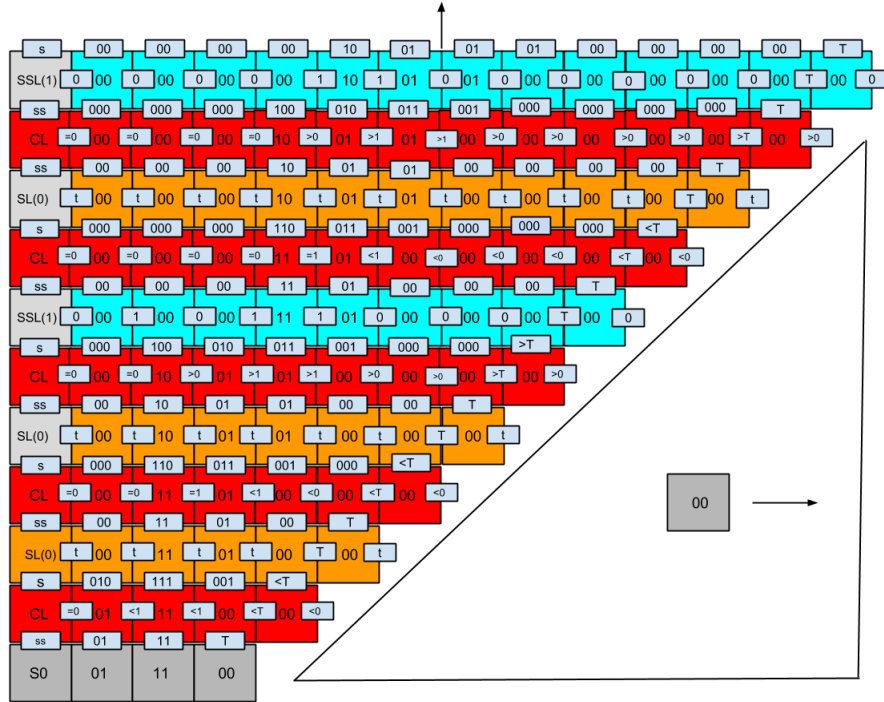 s 00 00 00 00 10 01 01 01 00 00 00 00 T
SSL(1) 0 00 0 00 0 00 0 00 1 10 1 01 0 01 0 00 0 00 0 00 0 00 0 00 T 00 0
ss 000 000 000 100 010 011 001 000 000 000 000 T
CL =0 00 =0 00 =0 00 =0 10 >0 01 >1 01 >1 00 >0 00 >0 00 >0 00 >0 00 >T 00 >0
ss 00 00 00 10 01 01 00 00 00 00 T
SL(0) t 00 t 00 t 00 t 10 t 01 t 01 t 00 t 00 t 00 t 00 T 00 t
s 000 000 000 110 011 001 000 000 000 <T
CL =0 00 =0 00 =0 00 =0 11 =1 01 <1 00 <0 00 <0 00 <0 00 <T 00 <0
ss 00 00 00 11 01 00 00 00 T
SSL(1) 0 00 1 00 0 00 1 11 1 01 0 00 0 00 0 00 T 00 0
s 000 100 010 011 001 000 000 >T
CL =0 00 =0 10 >0 01 >1 01 >1 00 >0 00 >0 00 >T 00 >0
ss 00 10 01 01 00 00 T
SL(0) t 00 t 10 t 01 t 01 t 00 t 00 T 00 t
s 000 110 011 001 000 <T
CL =0 00 =0 11 =1 01 <1 00 <0 00 <T 00 <0
ss 00 11 01 00 T
SL(0) t 00 t 11 t 01 t 00 T 00 t
s 010 111 001 <T
CL =0 01 <1 11 <1 00 <T 00 <0
ss 01 11 T
S0 01 11 00
00